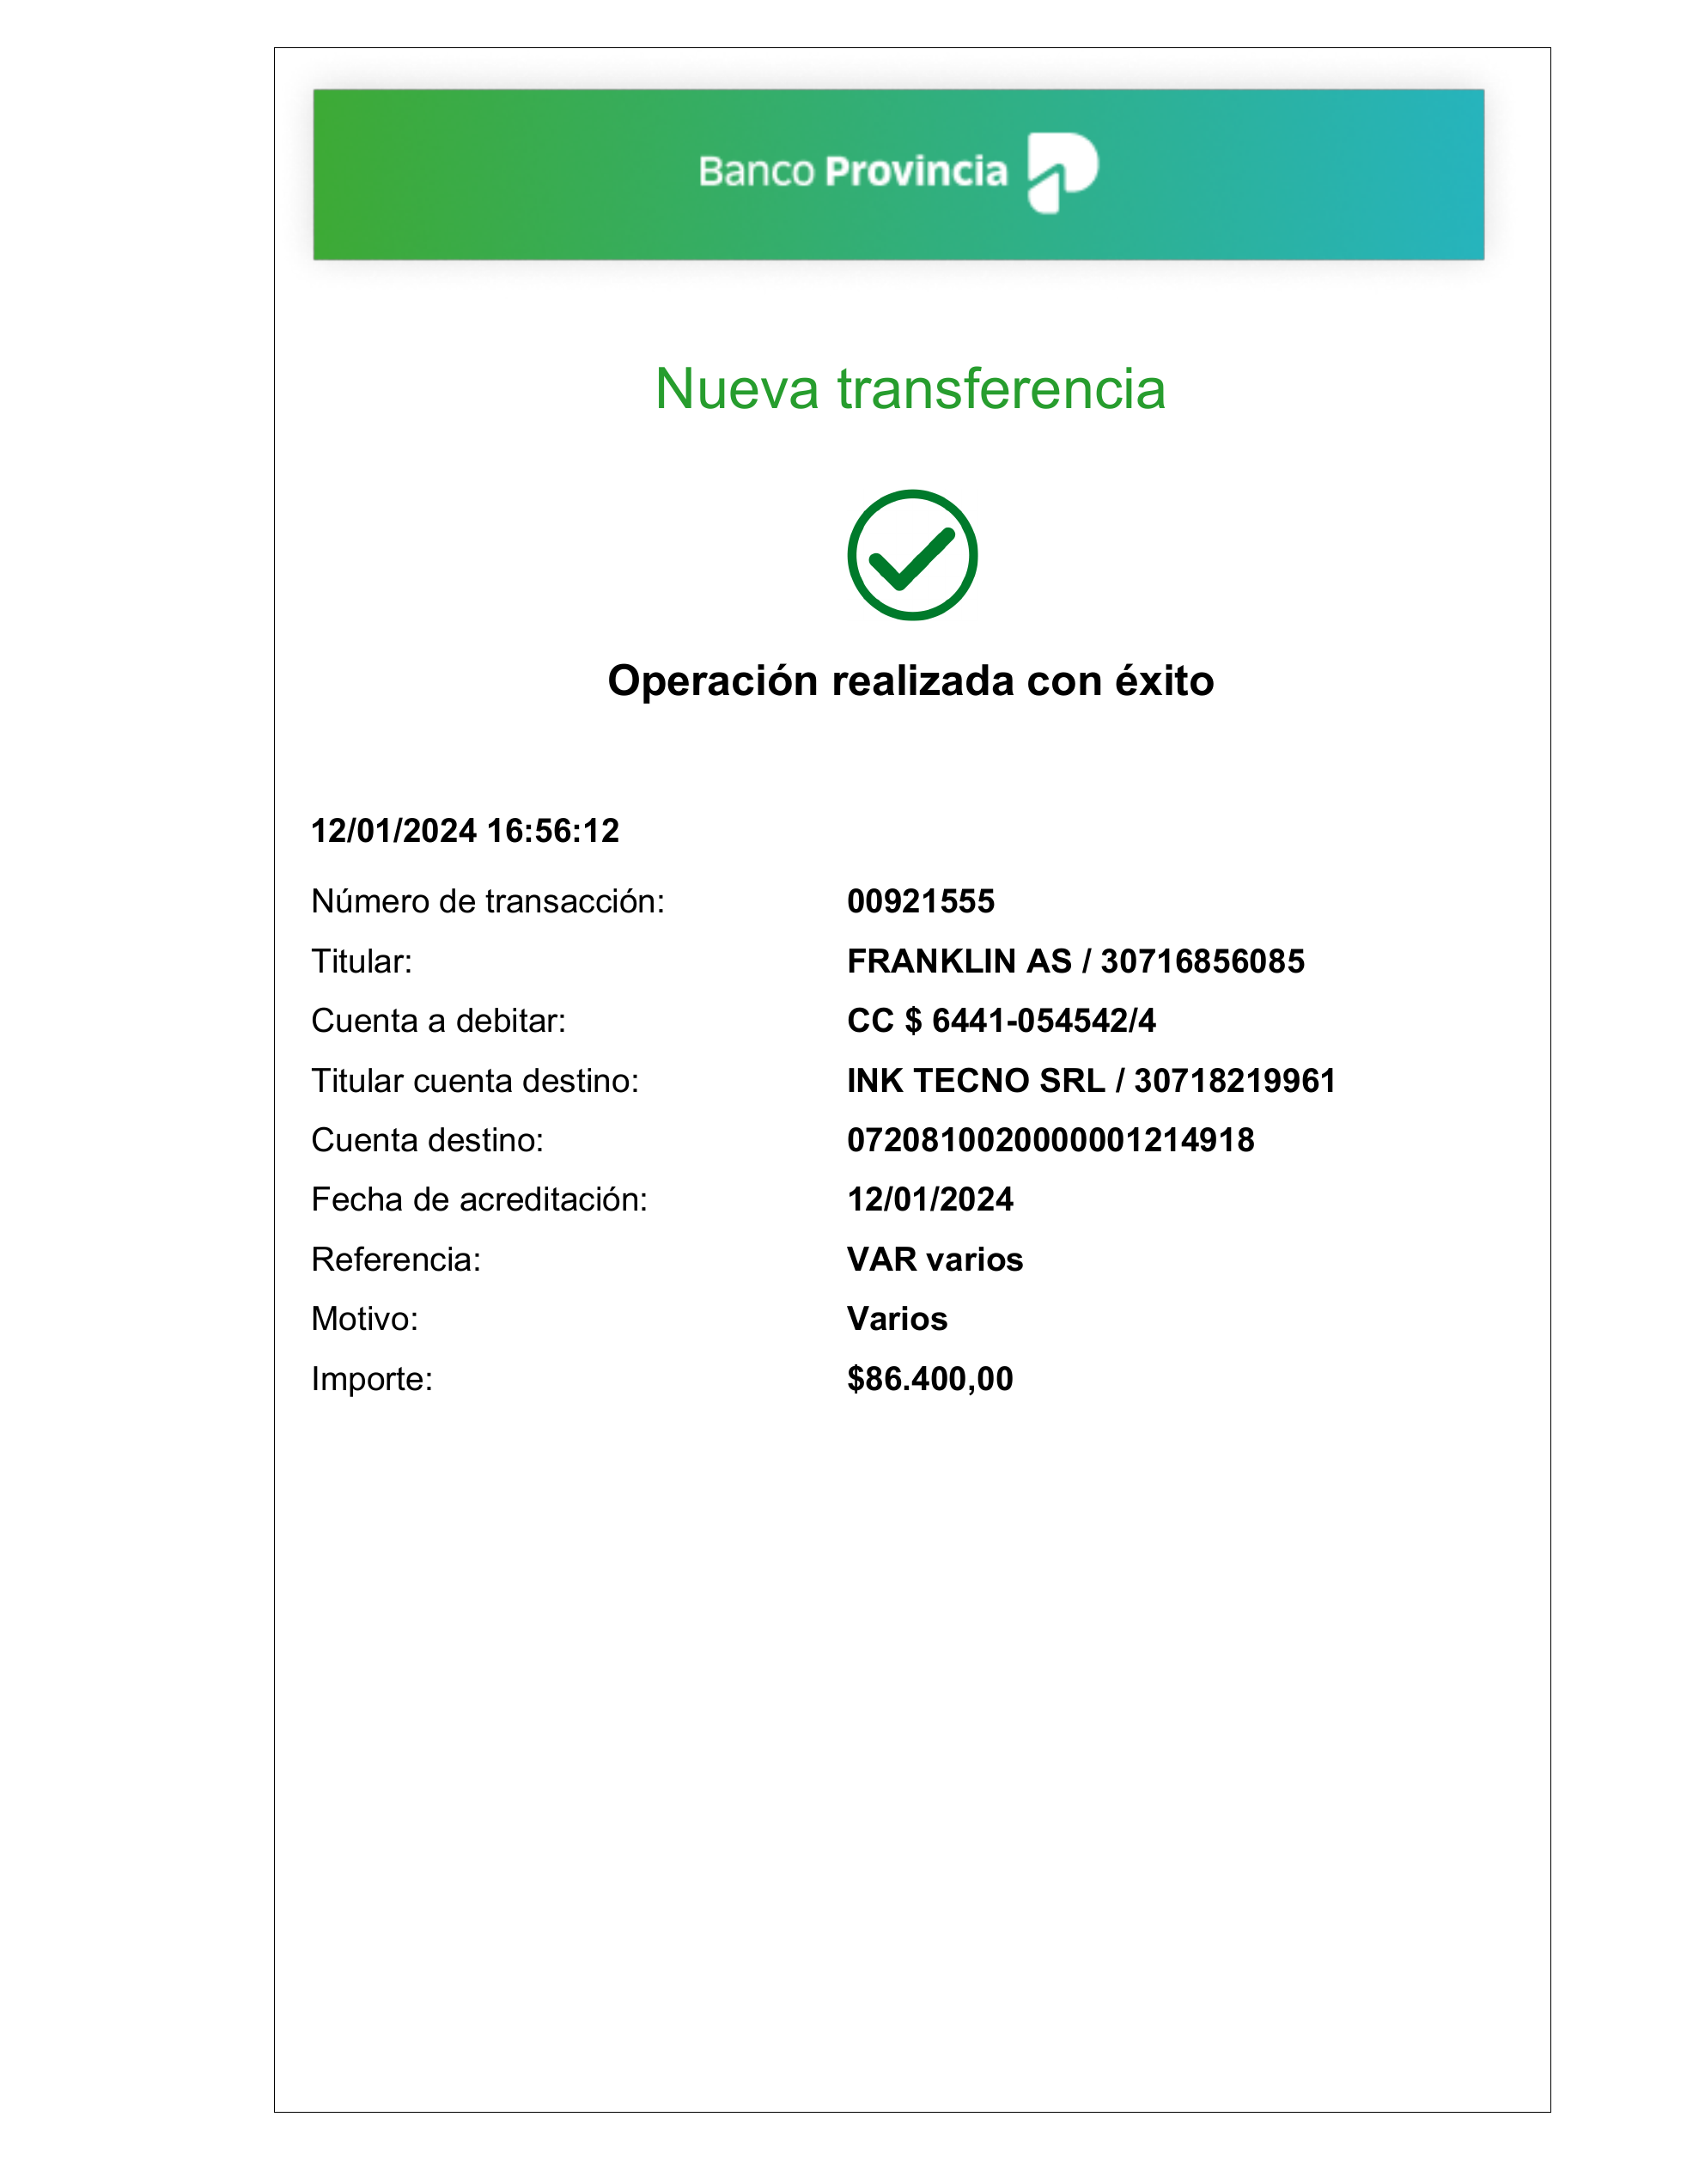 Banco Provincia
Nueva transferencia
Operación realizada con éxito
12/01/2024 16:56:12
Número de transacción: 00921555
Titular: FRANKLIN AS / 30716856085
Cuenta a debitar: CC $ 6441-054542/4
Titular cuenta destino: INK TECNO SRL / 30718219961
Cuenta destino: 0720810020000001214918
Fecha de acreditación: 12/01/2024
Referencia: VAR varios
Motivo: Varios
Importe: $86.400,00